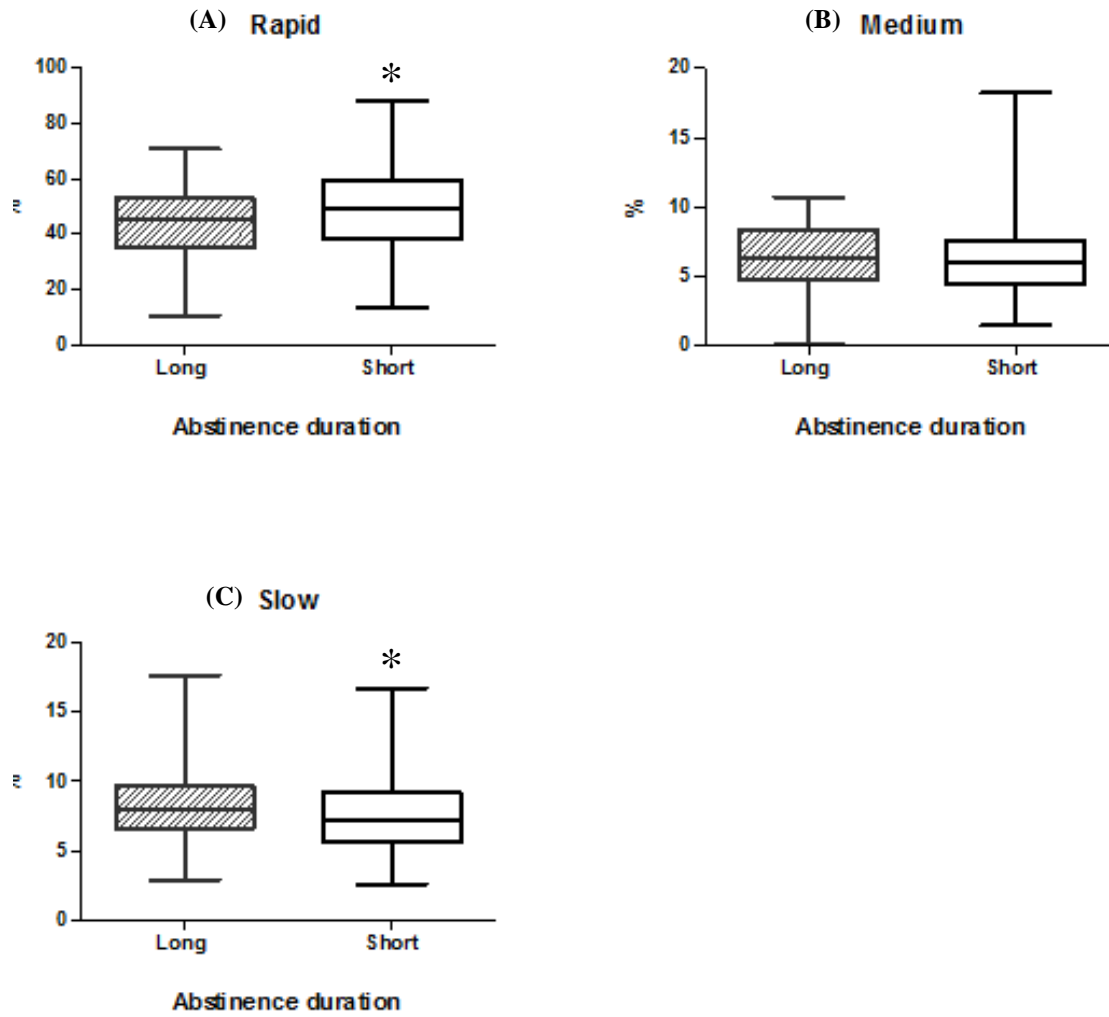 (A) Rapid
100
80
60
40
20
0
*
Long Short
Abstinence duration
(B) Medium
%
20
15
10
5
0
Long Short
Abstinence duration
(C) Slow
20
15
10
5
0
*
Long Short
Abstinence duration